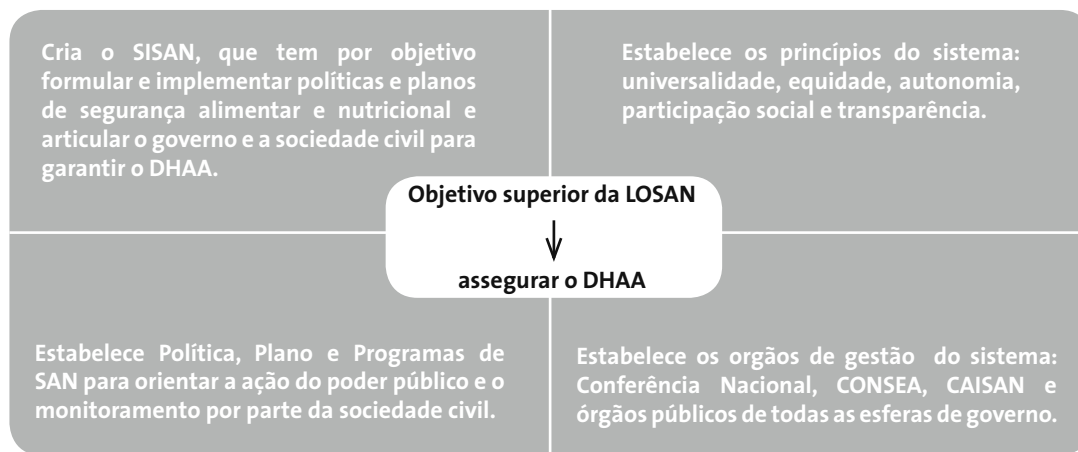 Cria o SISAN, que tem por objetivo
formular e implementar políticas e planos
de segurança alimentar e nutricional e
articular o governo e a sociedade civil para
garantir o DHAA.
Estabelece os princípios do sistema:
universalidade, equidade, autonomia,
participação social e transparência.
Objetivo superior da LOSAN
assegurar o DHAA
Estabelece Política, Plano e Programas de
SAN para orientar a ação do poder público e o
monitoramento por parte da sociedade civil.
Estabelece os orgãos de gestão do sistema:
Conferência Nacional, CONSEA, CAISAN e
órgãos públicos de todas as esferas de governo.